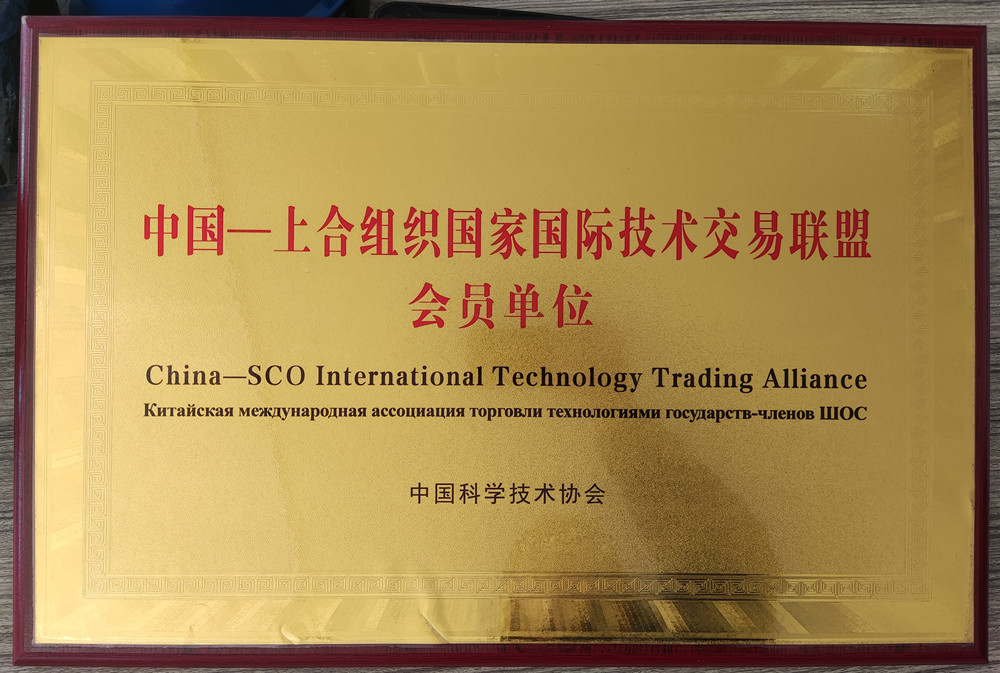 中国—上合组织国家国际技术交易联盟
会员单位
China—SCO International Technology Trading Alliance
Китайская международная ассоциация торговли технологиями государств-членов ШОС
中国科学技术协会